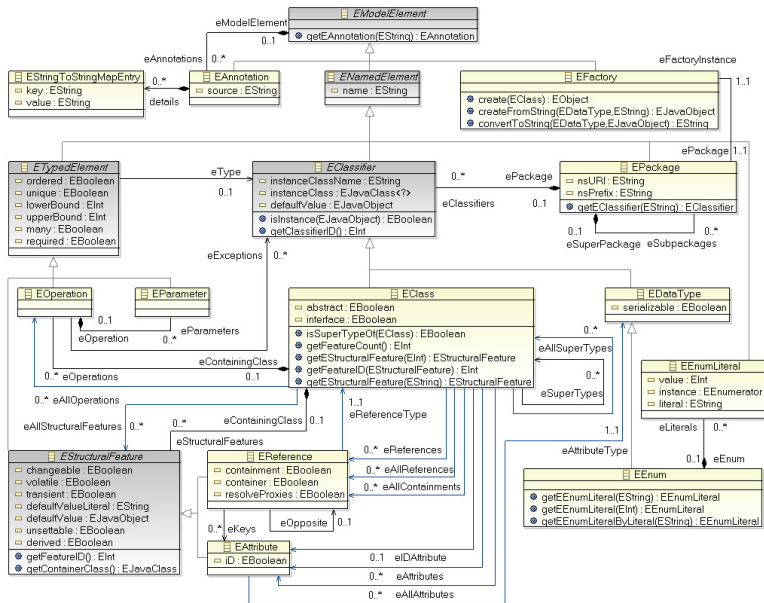 EModelElement
getEAnnotation(EString) : EAnnotation
eModelElement
0..1
eAnnotations
0..*
EStringToStringMapEntry
key : EString
value : EString
0..*
details
EAnnotation
source : EString
ENamedElement
name : EString
EFactory
create(EClass) : EObject
createFromString(EDataType,EString) : EJavaObject
convertToString(EDataType,EJavaObject) : EString
eFactoryInstance
1..1
ePackage
1..1
ETypedElement
ordered : EBoolean
unique : EBoolean
lowerBound : EInt
upperBound : EInt
many : EBoolean
required : EBoolean
eType
0..1
EClassifier
instanceClassName : EString
instanceClass : EJavaClass<?>
defaultValue : EJavaObject
isInstance(EJavaObject) : EBoolean
getClassifierID() : EInt
0..*
ePackage
eClassifiers
0..1
EPackage
nsURI : EString
nsPrefix : EString
getEClassifier(EString) : EClassifier
0..1
0..*
eSuperPackage
eSubpackages
eExceptions
0..*
EOperation
EParameter
0..1
0..*
eOperation
eParameters
EClass
abstract : EBoolean
interface : EBoolean
isSuperTypeOf(EClass) : EBoolean
getFeatureCount() : EInt
getEStructuralFeature(EInt) : EStructuralFeature
getFeatureID(EStructuralFeature) : EInt
getEStructuralFeature(EString) : EStructuralFeature
EDataType
serializable : EBoolean
0..*
eAllSuperTypes
0..*
eSuperTypes
EEnumLiteral
value : EInt
instance : EEnumerator
literal : EString
eContainingClass
0..*
eOperations
0..1
0..*
eAllOperations
eAllStructuralFeatures
0..*
eContainingClass
0..1
0..*
eStructuralFeatures
1..1
eReferenceType
1..1
eAttributeType
eLiterals
0..*
0..1
eEnum
EEnum
getEEnumLiteral(EString) : EEnumLiteral
getEEnumLiteral(EInt) : EEnumLiteral
getEEnumLiteralByLiteral(EString) : EEnumLiteral
EStructuralFeature
changeable : EBoolean
volatile : EBoolean
transient : EBoolean
defaultValueLiteral : EString
defaultValue : EJavaObject
unsettable : EBoolean
derived : EBoolean
getFeatureID() : EInt
getContainerClass() : EJavaClass
EReference
containment : EBoolean
container : EBoolean
resolveProxies : EBoolean
0..*
eReferences
0..*
eAllReferences
0..*
eAllContainments
0..*
eKeys
eOpposite
0..1
EAttribute
iD : EBoolean
0..1
eIDAttribute
0..*
eAttributes
0..*
eAllAttributes